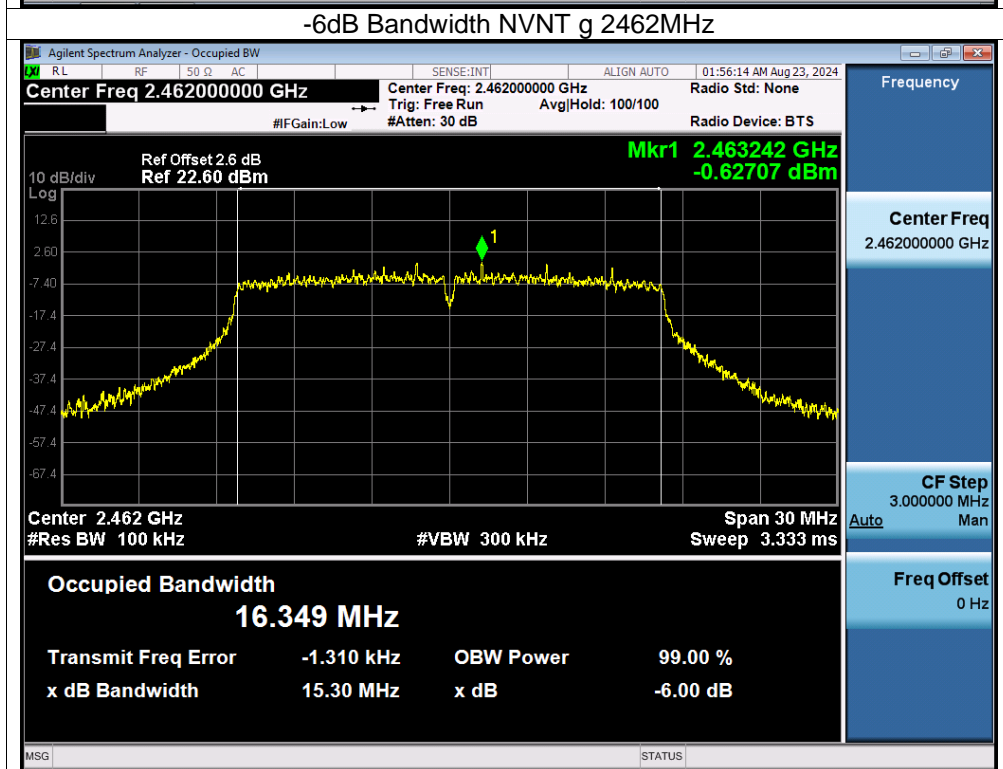 -6dB Bandwidth NVNT g 2462MHz
Agilent Spectrum Analyzer - Occupied BW
LXI RL RF 50 Ω AC SENSE:INT ALIGN AUTO 01:56:14 AM Aug 23, 2024
Center Freq 2.462000000 GHz
Center Freq: 2.462000000 GHz Radio Std: None
Trig: Free Run Avg|Hold: 100/100
#IFGain:Low #Atten: 30 dB Radio Device: BTS
Mkr1 2.463242 GHz
-0.62707 dBm
Ref Offset 2.6 dB
10 dB/div Ref 22.60 dBm
Log
12.6
2.60
-7.40
-17.4
-27.4
-37.4
-47.4
-57.4
-67.4
1
Center 2.462 GHz Span 30 MHz
#Res BW 100 kHz #VBW 300 kHz Sweep 3.333 ms
Occupied Bandwidth
16.349 MHz
Transmit Freq Error -1.310 kHz OBW Power 99.00 %
x dB Bandwidth 15.30 MHz x dB -6.00 dB
MSG STATUS
Frequency
Center Freq
2.462000000 GHz
CF Step
3.000000 MHz
Auto Man
Freq Offset
0 Hz